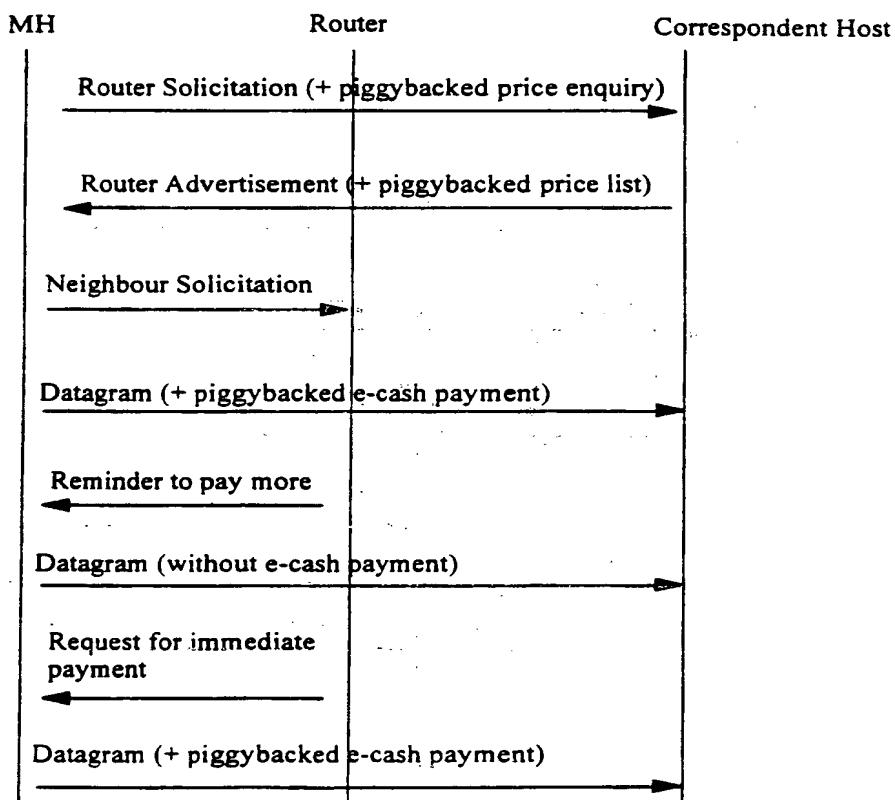 MH
Router
Correspondent Host
Router Solicitation (+ piggybacked price enquiry)
Router Advertisement (+ piggybacked price list)
Neighbour Solicitation
Datagram (+ piggybacked e-cash payment)
Reminder to pay more
Datagram (without e-cash payment)
Request for immediate
payment
Datagram (+ piggybacked e-cash payment)